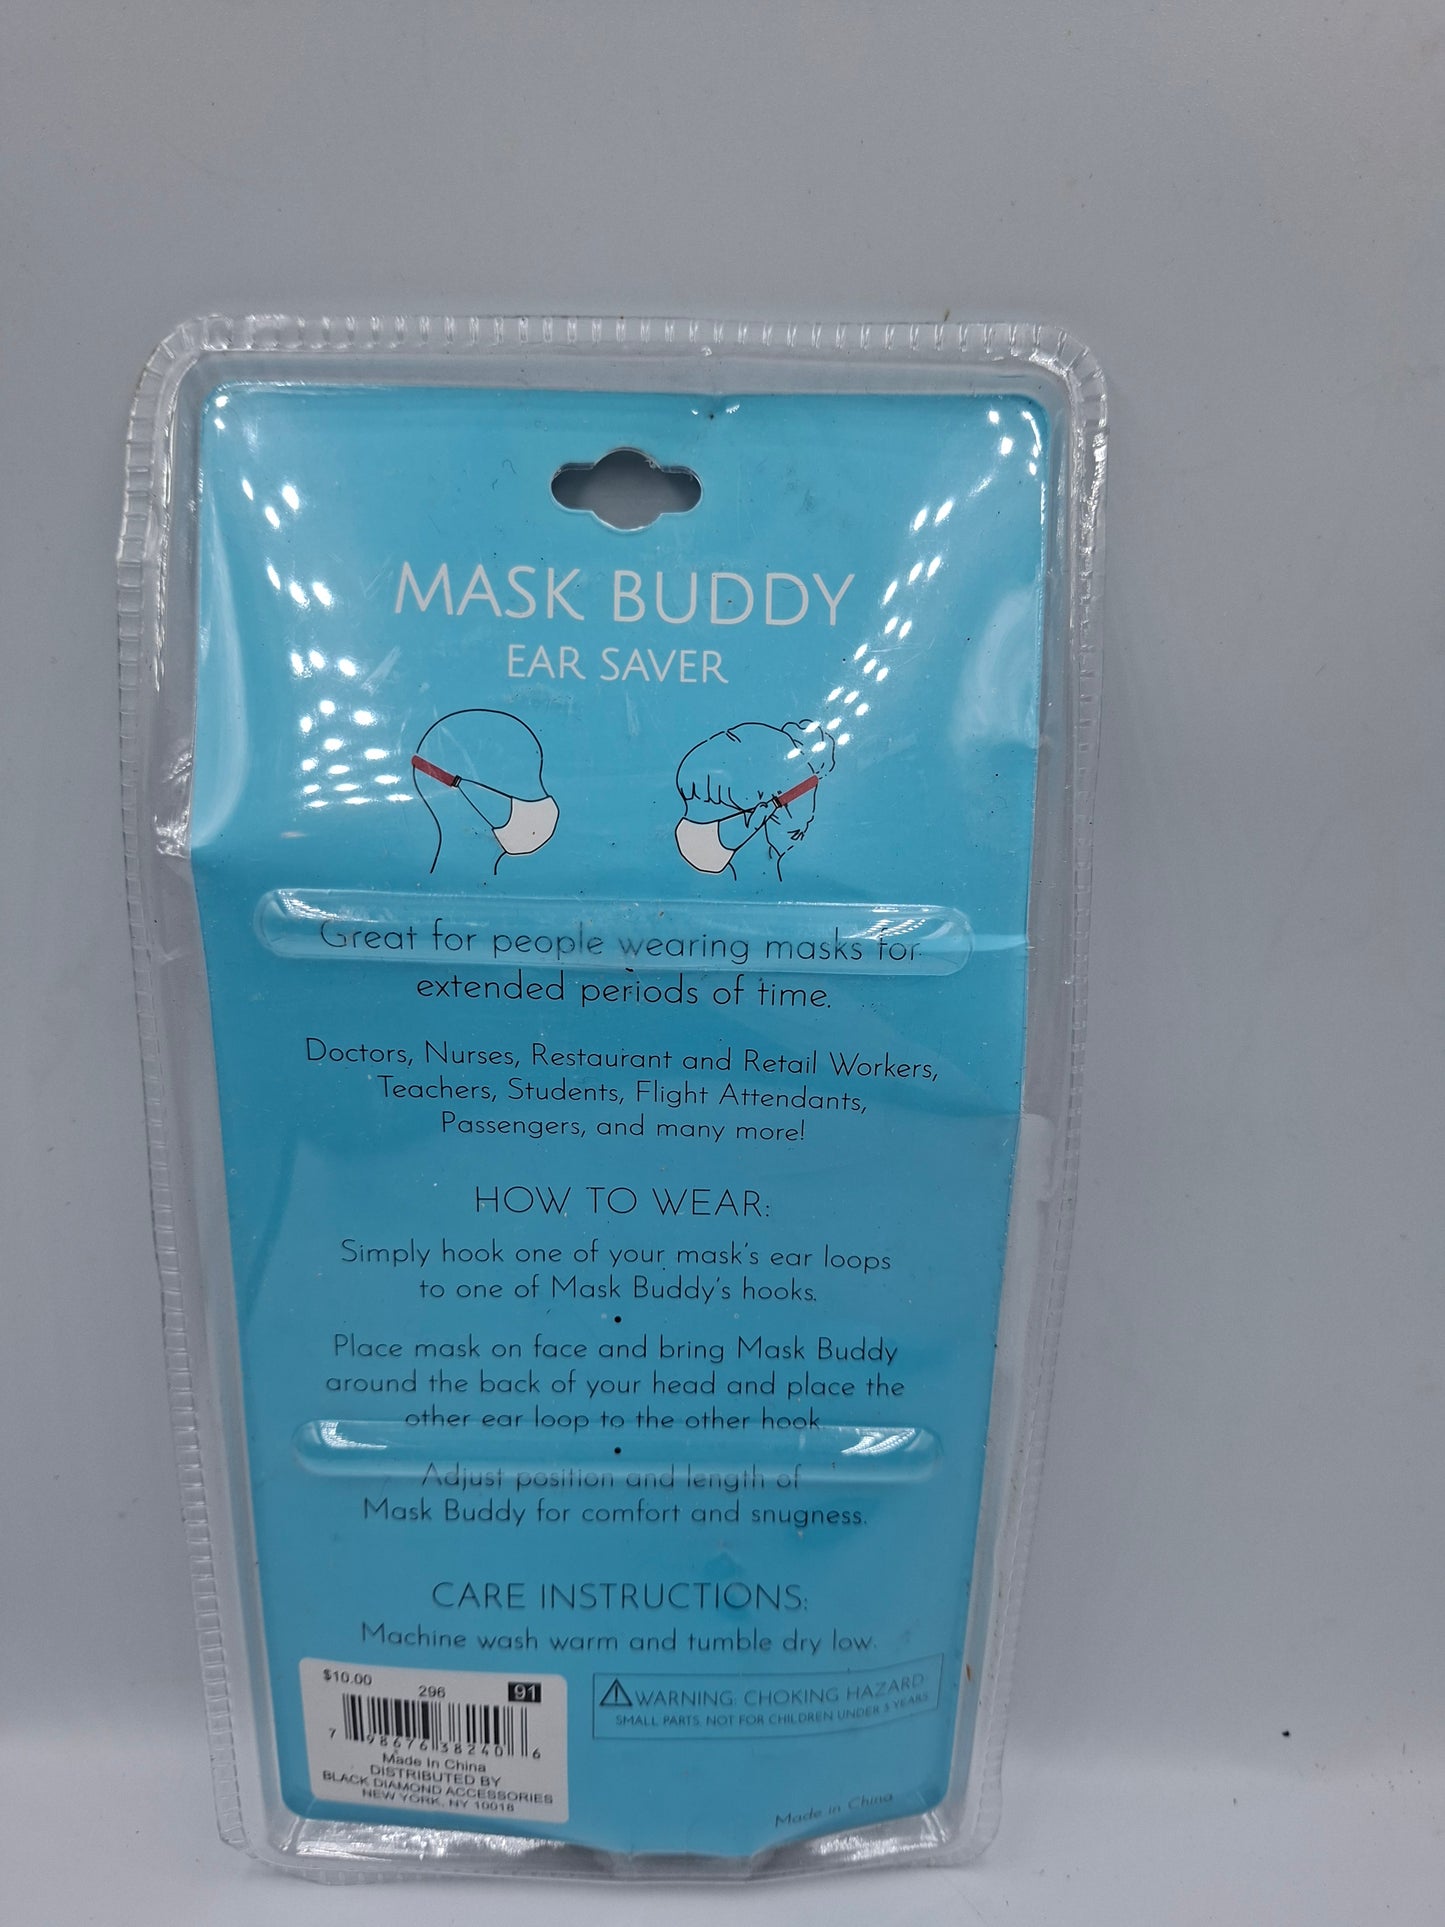 MASK BUDDY
EAR SAVER
Great for people wearing masks for
extended periods of time.
Doctors, Nurses, Restaurant and Retail Workers,
Teachers, Students, Flight Attendants,
Passengers, and many more!
HOW TO WEAR:
Simply hook one of your mask's ear loops
to one of Mask Buddy's hooks.
•
Place mask on face and bring Mask Buddy
around the back of your head and place the
other ear loop to the other hook.
•
Adjust position and length of
Mask Buddy for comfort and snugness.
CARE INSTRUCTIONS:
Machine wash warm and tumble dry low.
$10.00
296 91
7 98676 38240 6
Made In China
DISTRIBUTED BY
BLACK DIAMOND ACCESSORIES
NEW YORK, NY 10018
WARNING: CHOKING HAZARD
SMALL PARTS. NOT FOR CHILDREN UNDER 3 YEARS.
Made in China